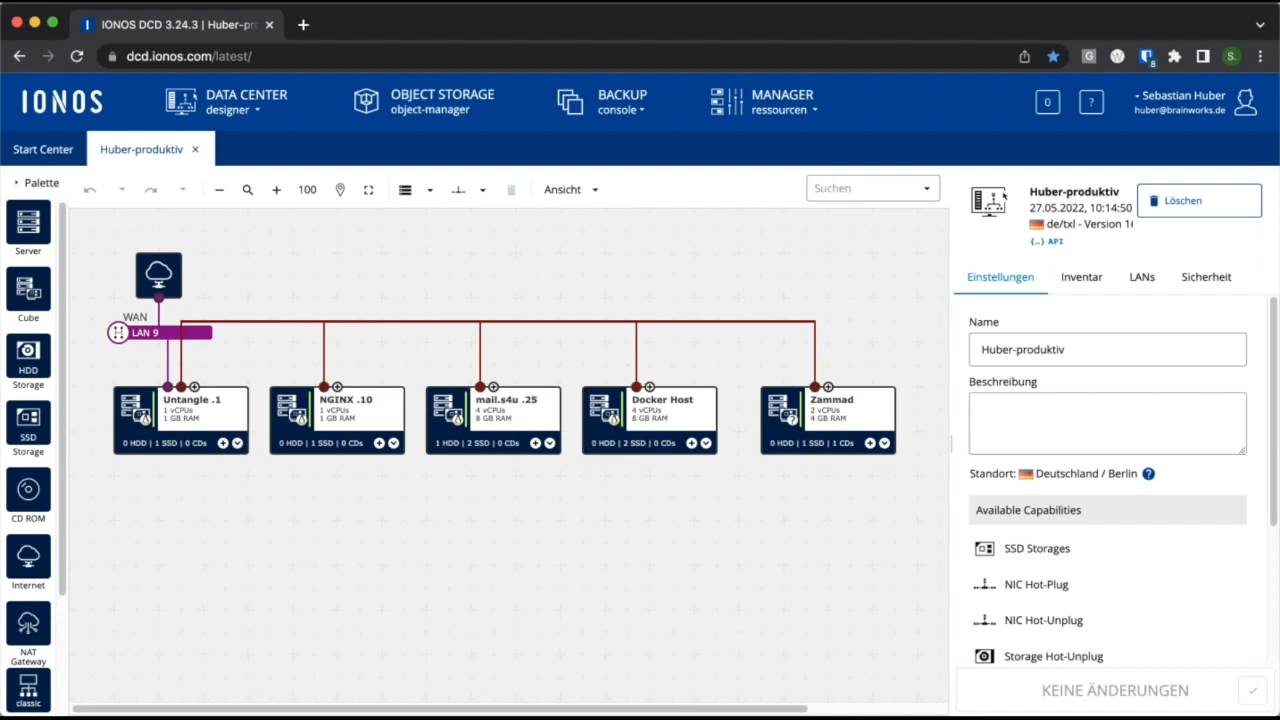 IONOS DCD 3.24.3 | Huber-pr
dcd.ionos.com/latest/
G
8
S.
IONOS
DATA CENTER
designer
OBJECT STORAGE
object-manager
BACKUP
console
MANAGER
ressourcen
0
?
Sebastian Huber
huber@brainworks.de
Start Center
Huber-produktiv
Palette
100
Ansicht
Suchen
Server
Cube
HDD
Storage
SSD
Storage
CD ROM
Internet
NAT
Gateway
classic
WAN
LAN 9
Untangle .1
1 vCPUs
1 GB RAM
0 HDD | 1 SSD | 0 CDs
NGINX .10
1 vCPUs
1 GB RAM
0 HDD | 1 SSD | 0 CDs
mail.s4u .25
4 vCPUs
8 GB RAM
1 HDD | 2 SSD | 0 CDs
Docker Host
4 vCPUs
8 GB RAM
0 HDD | 2 SSD | 0 CDs
Zammad
2 vCPUs
4 GB RAM
0 HDD | 1 SSD | 1 CDs
Huber-produktiv
27.05.2022, 10:14:50
de/txl - Version
{...} API
Löschen
Einstellungen
Inventar
LANs
Sicherheit
Name
Huber-produktiv
Beschreibung
Standort: Deutschland / Berlin ?
Available Capabilities
SSD Storages
NIC Hot-Plug
NIC Hot-Unplug
Storage Hot-Unplug
KEINE ÄNDERUNGEN